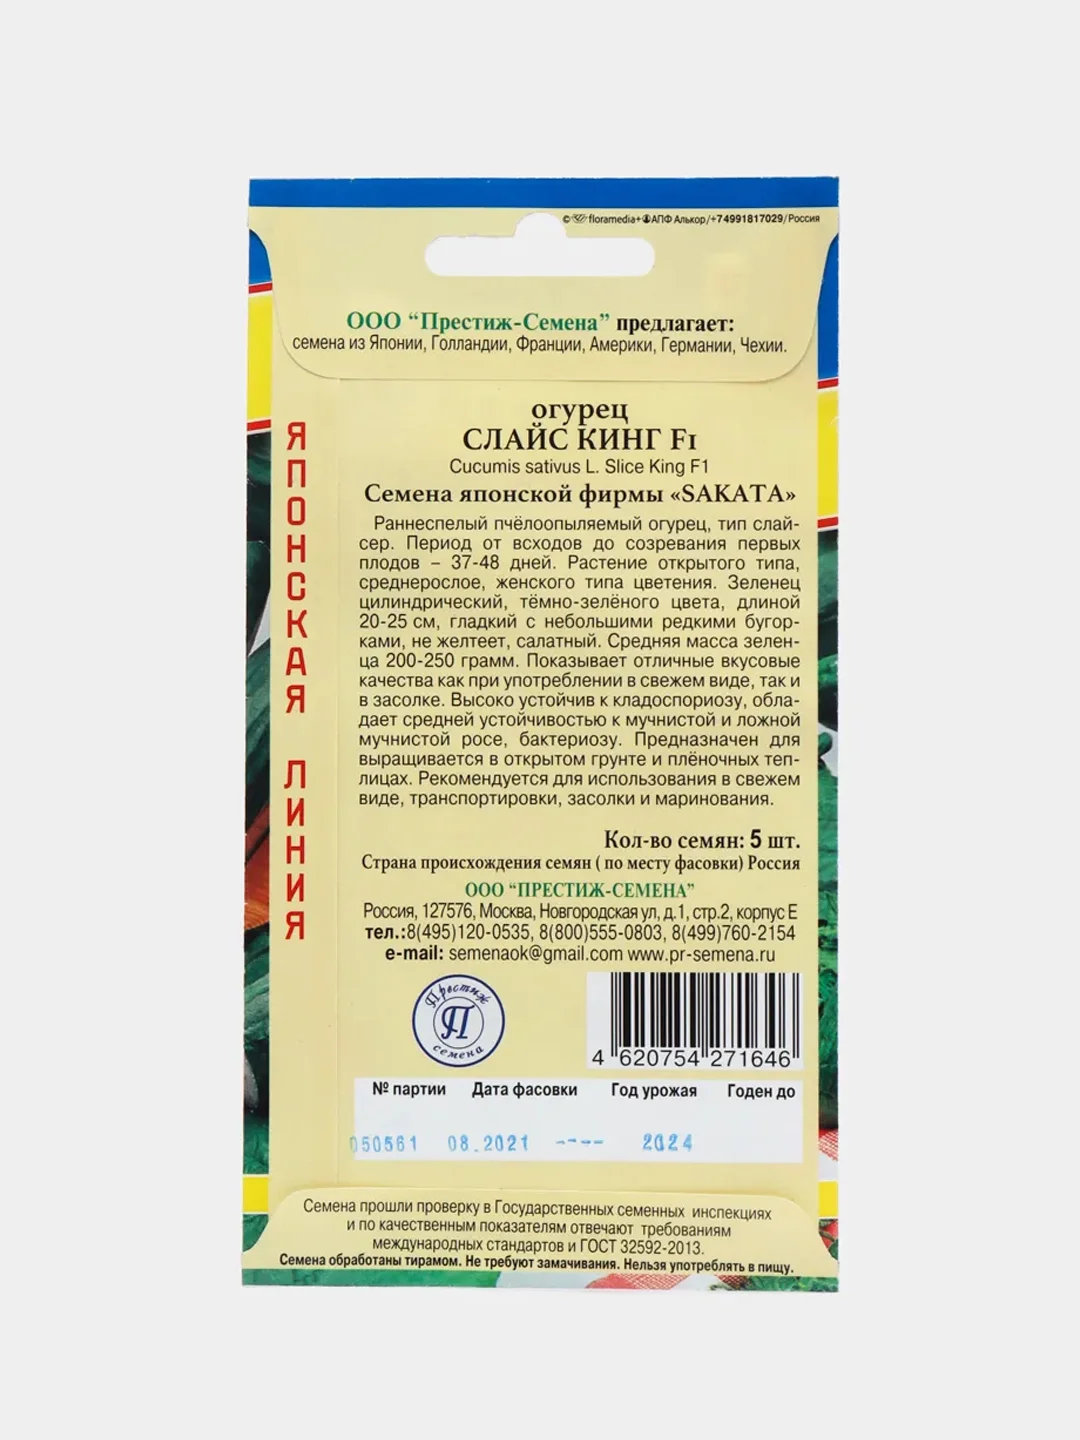 © floramedia+АПФ Алькор/+74991817029/Россия
ООО “Престиж-Семена” предлагает:
семена из Японии, Голландии, Франции, Америки, Германии, Чехии.
ЯПОНСКАЯ ЛИНИЯ
огурец
СЛАЙС КИНГ F1
Cucumis sativus L. Slice King F1
Семена японской фирмы «SAKATA»
Раннеспелый пчёлоопыляемый огурец, тип слай-
сер. Период от всходов до созревания первых
плодов – 37-48 дней. Растение открытого типа,
среднерослое, женского типа цветения. Зеленец
цилиндрический, тёмно-зелёного цвета, длиной
20-25 см, гладкий с небольшими редкими бугор-
ками, не желтеет, салатный. Средняя масса зелен-
ца 200-250 грамм. Показывает отличные вкусовые
качества как при употреблении в свежем виде, так и
в засолке. Высоко устойчив к кладоспориозу, обла-
дает средней устойчивостью к мучнистой и ложной
мучнистой росе, бактериозу. Предназначен для
выращивается в открытом грунте и плёночных теп-
лицах. Рекомендуется для использования в свежем
виде, транспортировки, засолки и маринования.
Кол-во семян: 5 шт.
Страна происхождения семян ( по месту фасовки) Россия
ООО “ПРЕСТИЖ-СЕМЕНА”
Россия, 127576, Москва, Новгородская ул, д.1, стр.2, корпус Е
тел.:8(495)120-0535, 8(800)555-0803, 8(499)760-2154
e-mail: semenaok@gmail.com www.pr-semena.ru
Престиж
П
семена
4 620754 271646
№ партии Дата фасовки Год урожая Годен до
050561 08.2021 ---- 2024
Семена прошли проверку в Государственных семенных инспекциях
и по качественным показателям отвечают требованиям
международных стандартов и ГОСТ 32592-2013.
Семена обработаны тирамом. Не требуют замачивания. Нельзя употреблять в пищу.